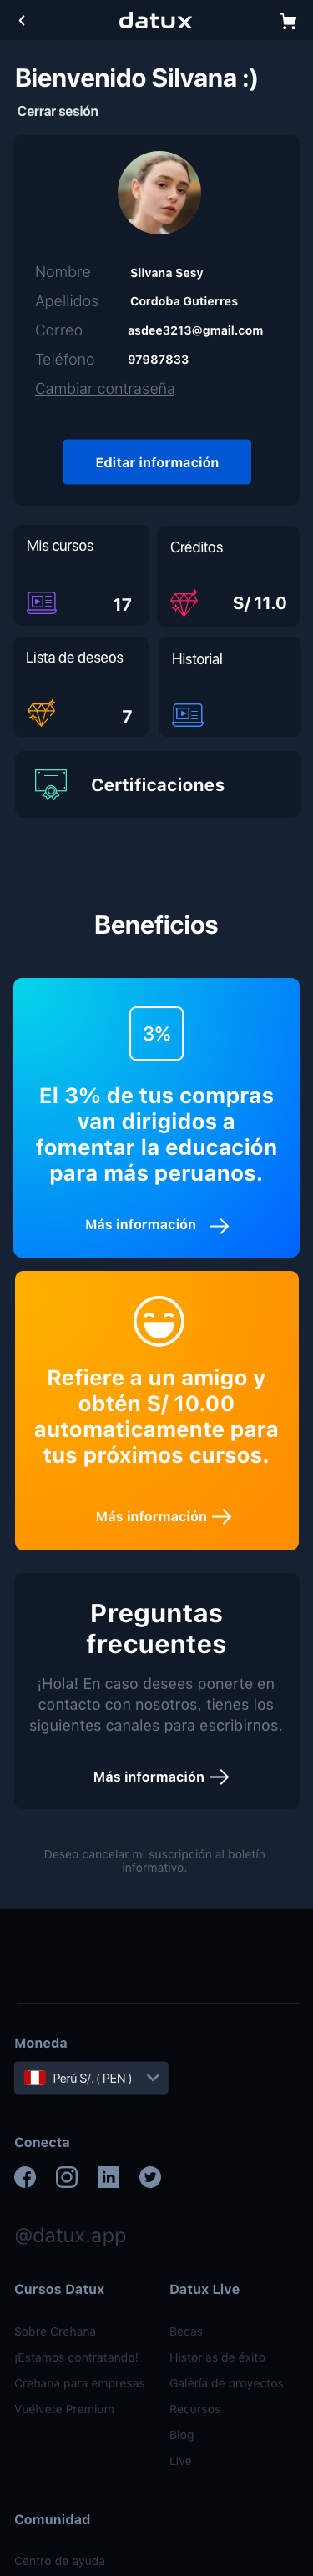 datux
Bienvenido Silvana :)
Cerrar sesión
Nombre Silvana Sesy
Apellidos Cordoba Gutierres
Correo asdee3213@gmail.com
Teléfono 97987833
Cambiar contraseña
Editar información
Mis cursos
17
Créditos
S/ 11.0
Lista de deseos
7
Historial
Certificaciones
Beneficios
3%
El 3% de tus compras
van dirigidos a
fomentar la educación
para más peruanos.
Más información
Refiere a un amigo y
obtén S/ 10.00
automaticamente para
tus próximos cursos.
Más información
Preguntas
frecuentes
¡Hola! En caso desees ponerte en
contacto con nosotros, tienes los
siguientes canales para escribirnos.
Más información
Deseo cancelar mi suscripción al boletín
informativo.
Moneda
Perú S/. ( PEN )
Conecta
@datux.app
Cursos Datux
Sobre Crehana
¡Estamos contratando!
Crehana para empresas
Vuélvete Premium
Datux Live
Becas
Historias de éxito
Galería de proyectos
Recursos
Blog
Live
Comunidad
Centro de ayuda